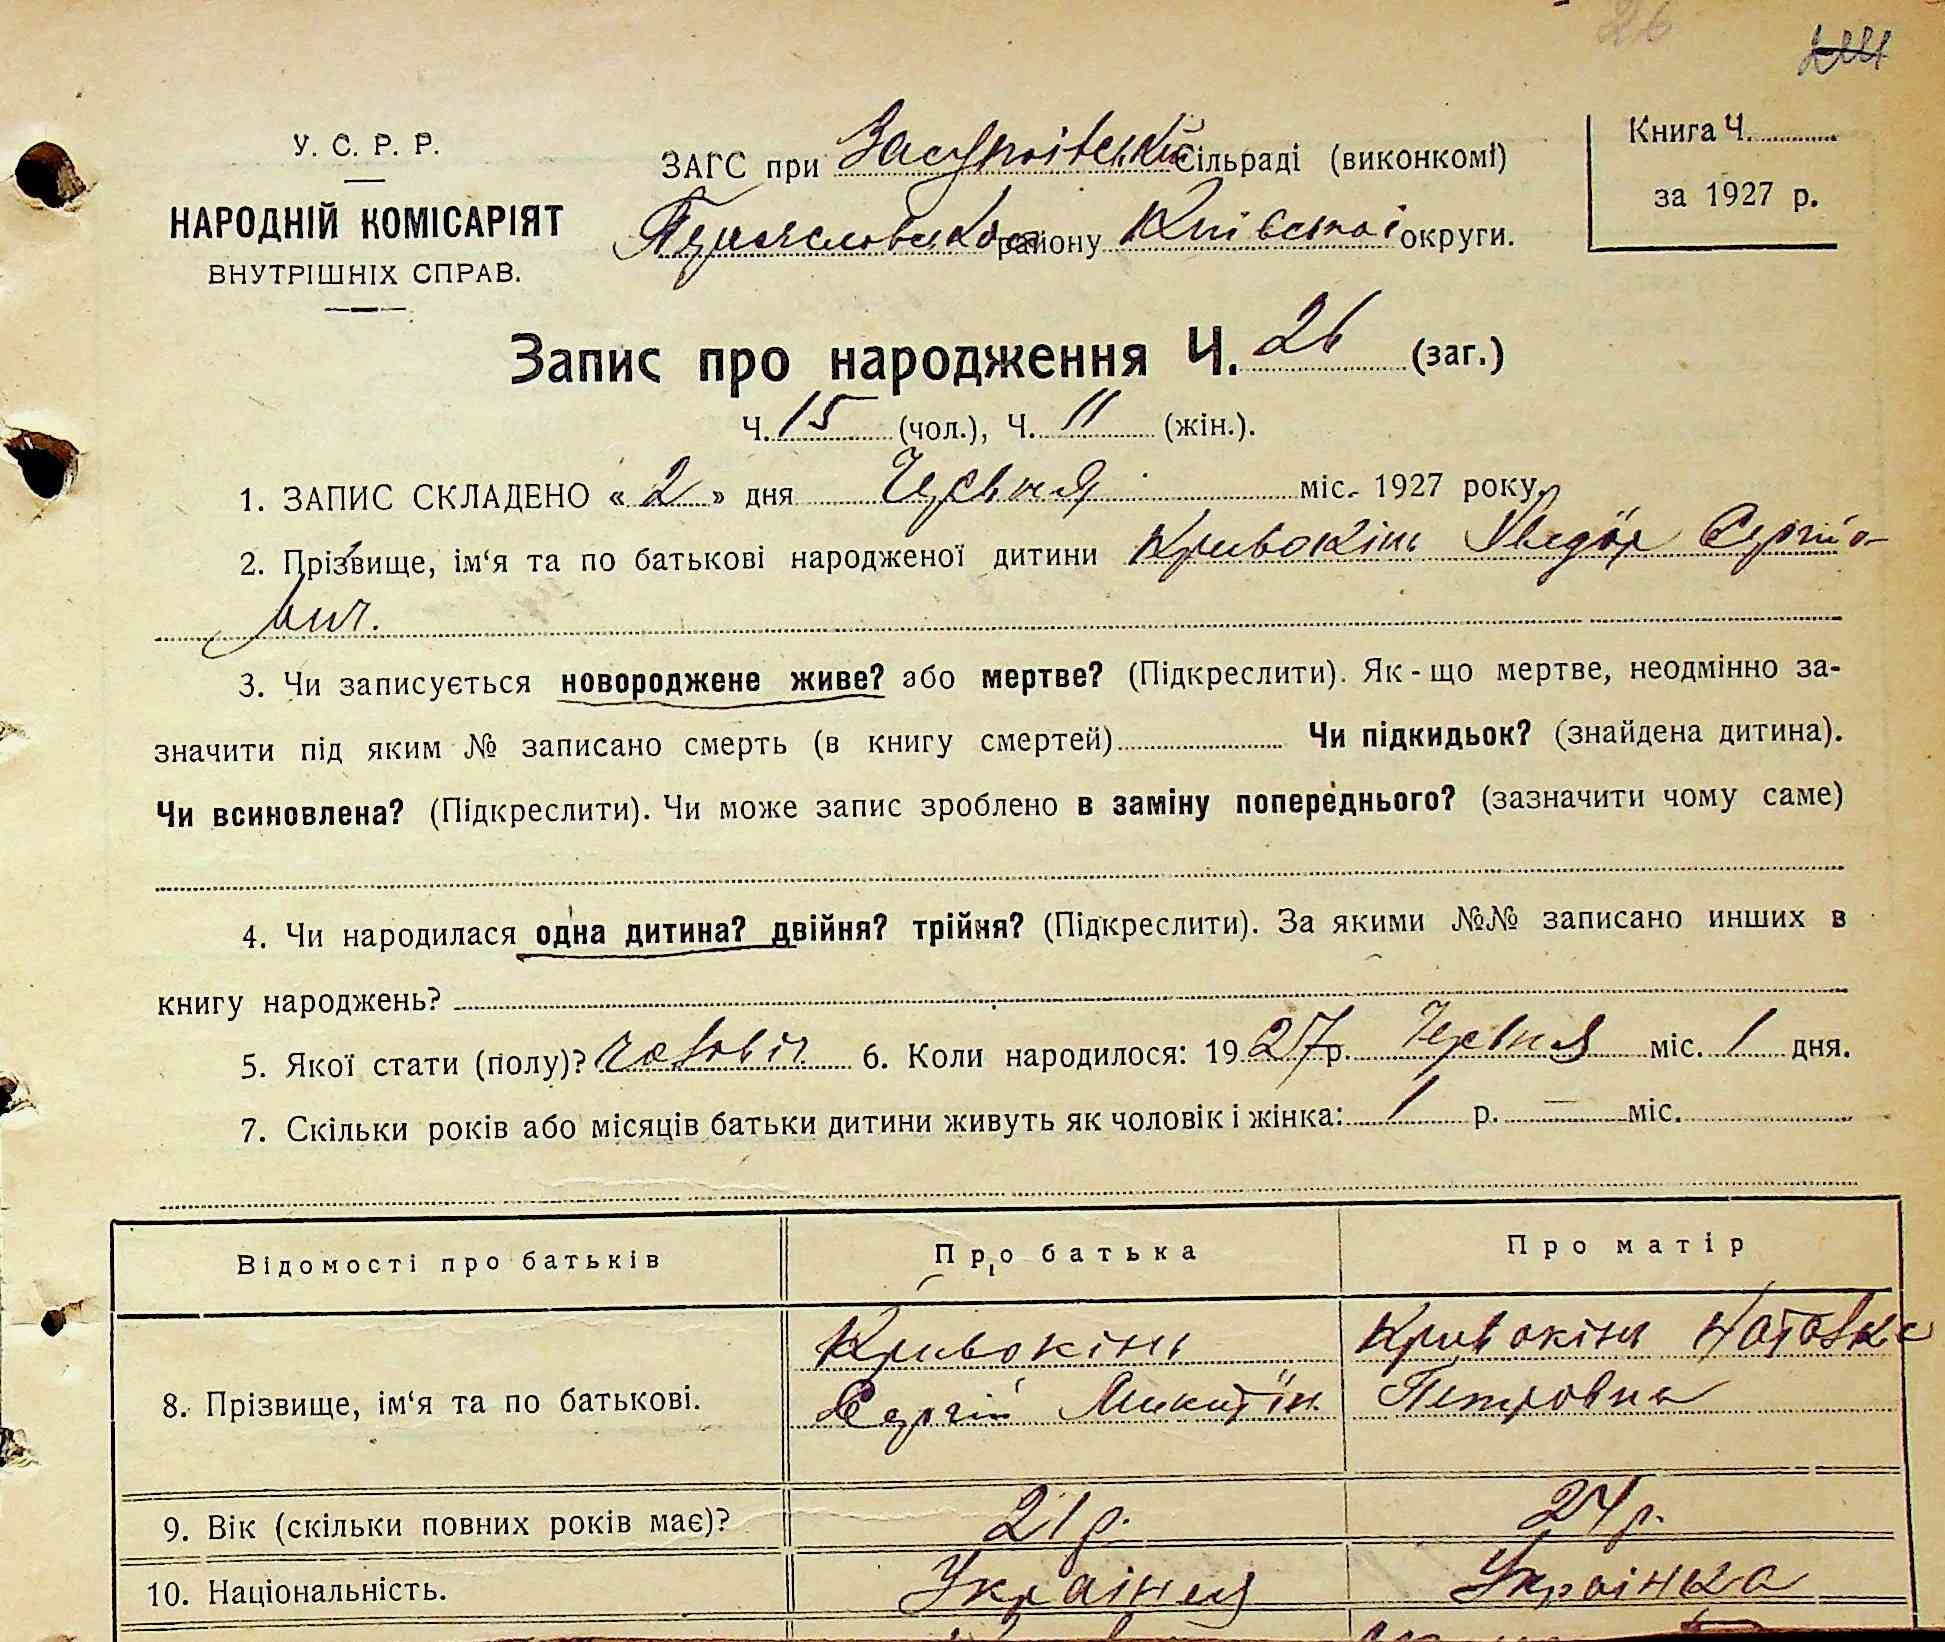 26
У. С. Р. Р.
НАРОДНІЙ КОМІСАРІЯТ
ВНУТРІШНІХ СПРАВ.
ЗАГС при Засупоївській сільраді (виконкомі)
району Київської округи.
Книга Ч.
за 1927 р.
Запис про народження Ч. 26 (заг.)
Ч. 15 (чол.), Ч. 11 (жін.).
1. ЗАПИС СКЛАДЕНО « 2 » дня Червня міс. 1927 року.
2. Прізвище, ім‘я та по батькові народженої дитини Кривокінь Хведір Сергійо-
вич.
3. Чи записується новороджене живе? або мертве? (Підкреслити). Як-що мертве, неодмінно за-
значити під яким № записано смерть (в книгу смертей) Чи підкидьок? (знайдена дитина).
Чи всиновлена? (Підкреслити). Чи може запис зроблено в заміну попереднього? (зазначити чому саме)
4. Чи народилася одна дитина? двійня? трійня? (Підкреслити). За якими №№ записано инших в
книгу народжень?
5. Якої стати (полу)? чоловіч. 6. Коли народилося: 1927 р. Червня міс. 1 дня.
7. Скільки років або місяців батьки дитини живуть як чоловік і жінка: 1 р. — міс.
Відомості про батьків Про батька Про матір
8. Прізвище, ім‘я та по батькові. Кривокінь Кривокінь Наталка
Сергій Микитїн. Петровна
9. Вік (скільки повних років має)? 21 р. 24 р.
10. Національність. Українця Українка